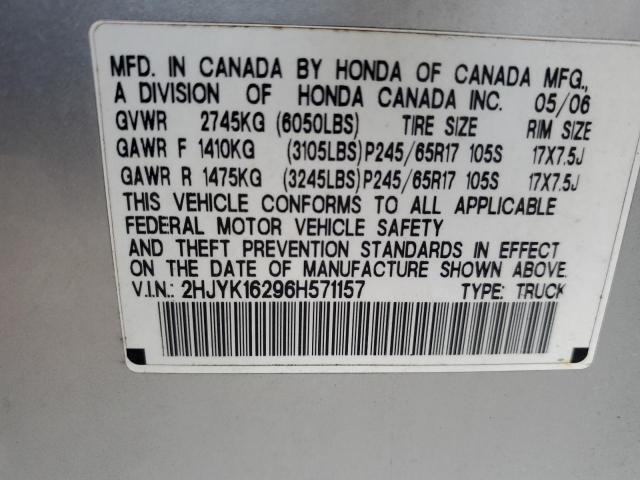 MFD. IN CANADA BY HONDA OF CANADA MFG.,
A DIVISION OF HONDA CANADA INC. 05/06
GVWR 2745KG (6050LBS) TIRE SIZE RIM SIZE
GAWR F 1410KG (3105LBS) P245/65R17 105S 17X7.5J
GAWR R 1475KG (3245LBS) P245/65R17 105S 17X7.5J
THIS VEHICLE CONFORMS TO ALL APPLICABLE
FEDERAL MOTOR VEHICLE SAFETY
AND THEFT PREVENTION STANDARDS IN EFFECT
ON THE DATE OF MANUFACTURE SHOWN ABOVE.
V.I.N.: 2HJYK16296H571157 TYPE: TRUCK